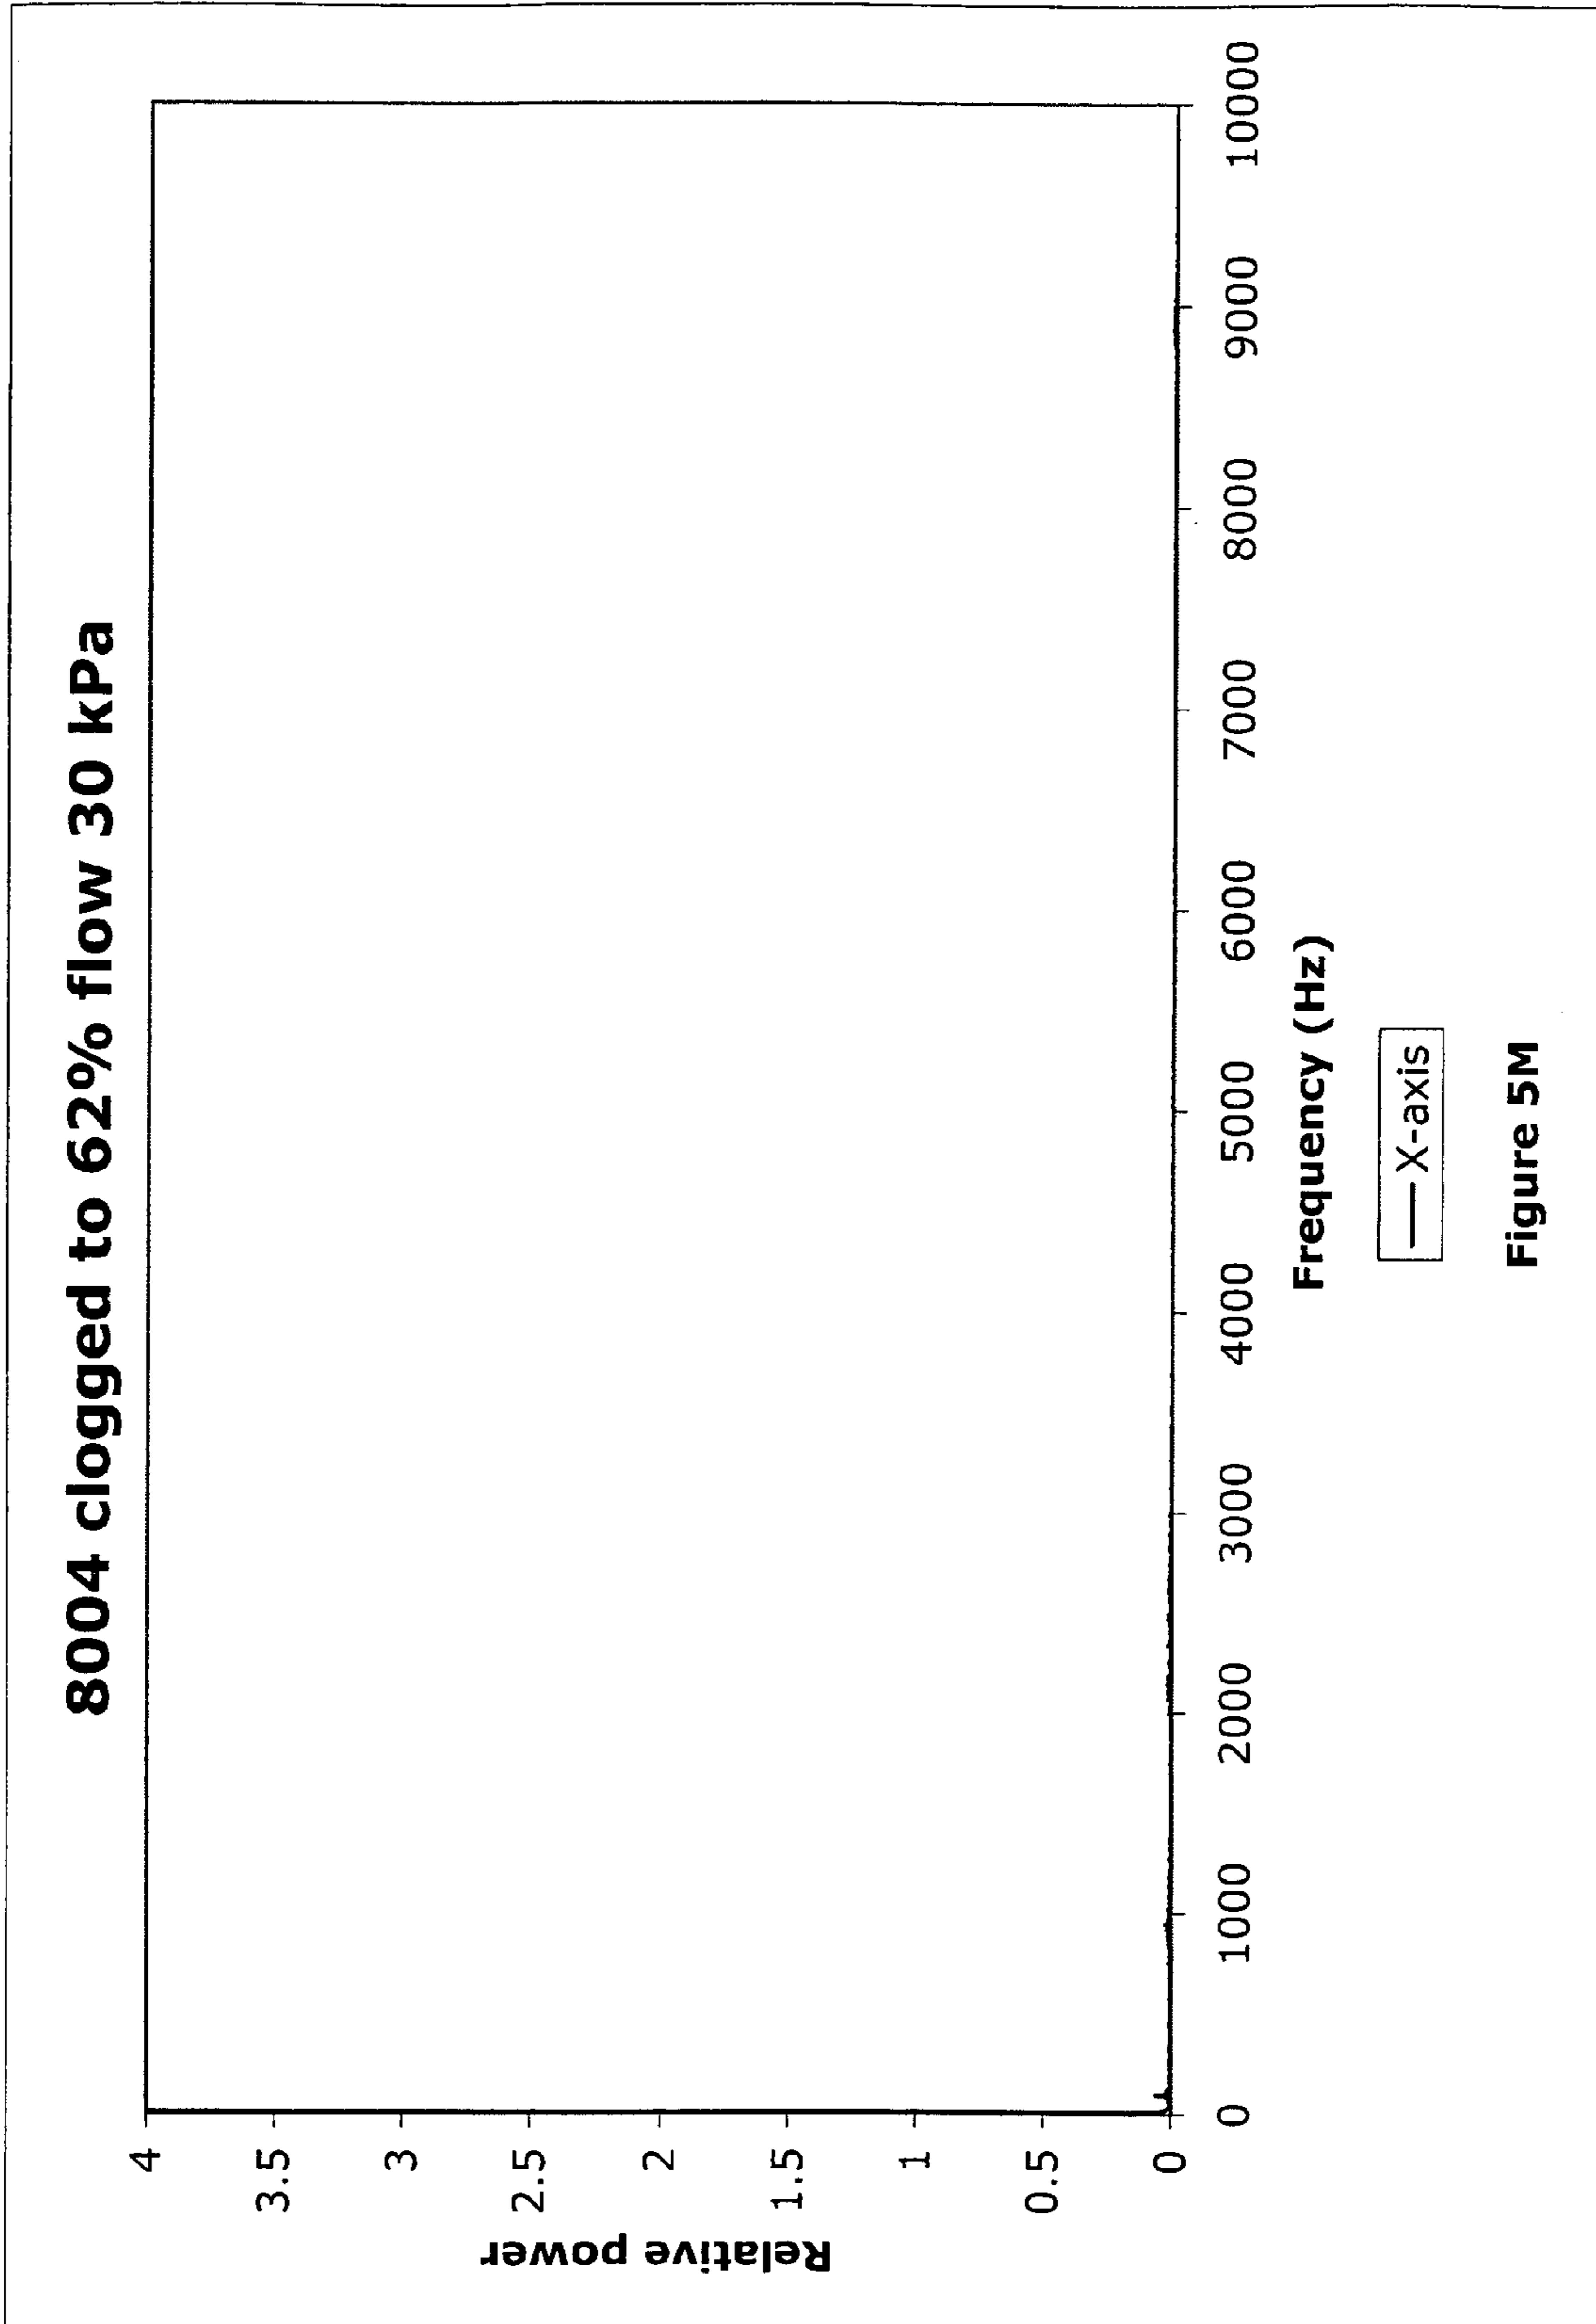 8004 clogged to 62% flow 30 kPa
Relative power
4
3.5
3
2.5
2
1.5
1
0.5
0
0 1000 2000 3000 4000 5000 6000 7000 8000 9000 10000
Frequency (Hz)
X-axis
Figure 5M